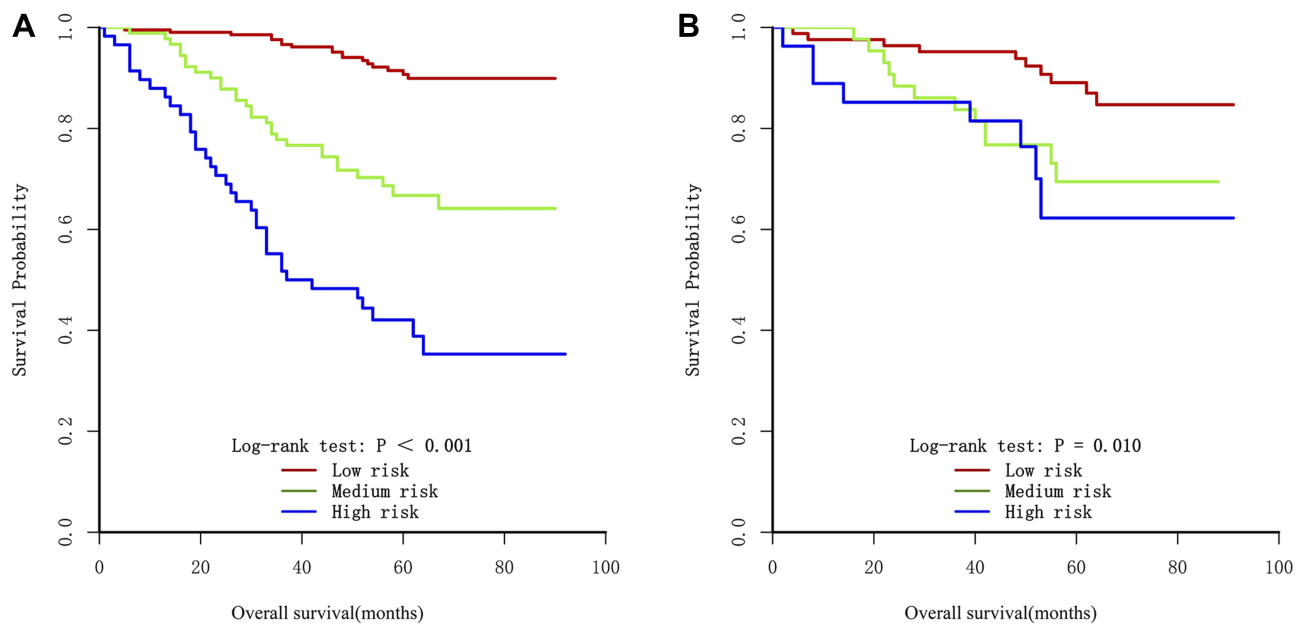 A
Survival Probability
1.0
0.8
0.6
0.4
0.2
0.0
Log-rank test: P < 0.001
Low risk
Medium risk
High risk
0 20 40 60 80 100
Overall survival(months)
B
Survival Probability
1.0
0.8
0.6
0.4
0.2
0.0
Log-rank test: P = 0.010
Low risk
Medium risk
High risk
0 20 40 60 80 100
Overall survival(months)